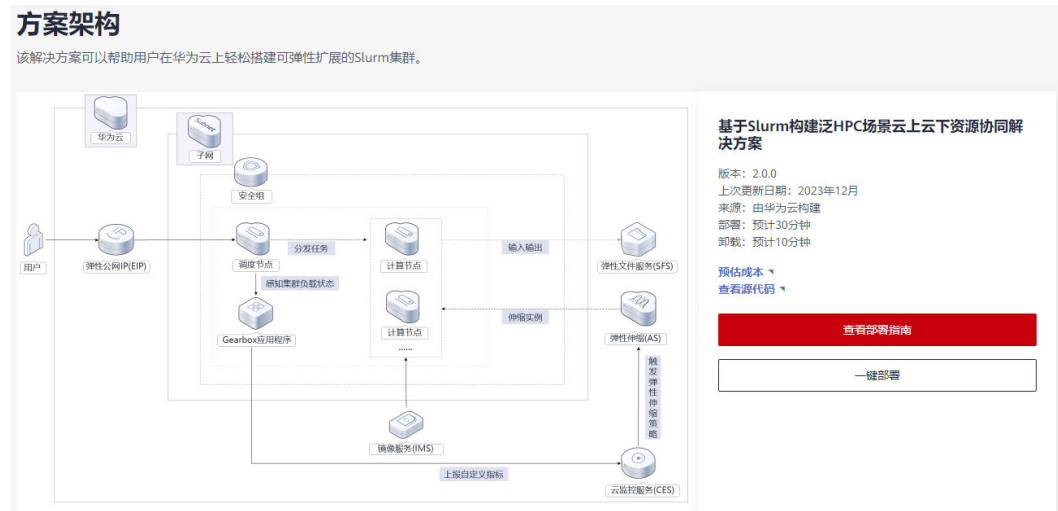 方案架构
该解决方案可以帮助用户在华为云上轻松搭建可弹性扩展的Slurm集群。
华为云
Subnet
子网
安全组
IP
用户
弹性公网IP(EIP)
调度节点
分发任务
计算节点
输入输出
弹性文件服务(SFS)
感知集群负载状态
Gearbox应用程序
计算节点
......
伸缩实例
弹性伸缩(AS)
触发弹性伸缩策略
镜像服务(IMS)
上报自定义指标
云监控服务(CES)
基于Slurm构建泛HPC场景云上云下资源协同解
决方案
版本：2.0.0
上次更新日期：2023年12月
来源：由华为云构建
部署：预计30分钟
卸载：预计10分钟
预估成本
查看源代码
查看部署指南
一键部署